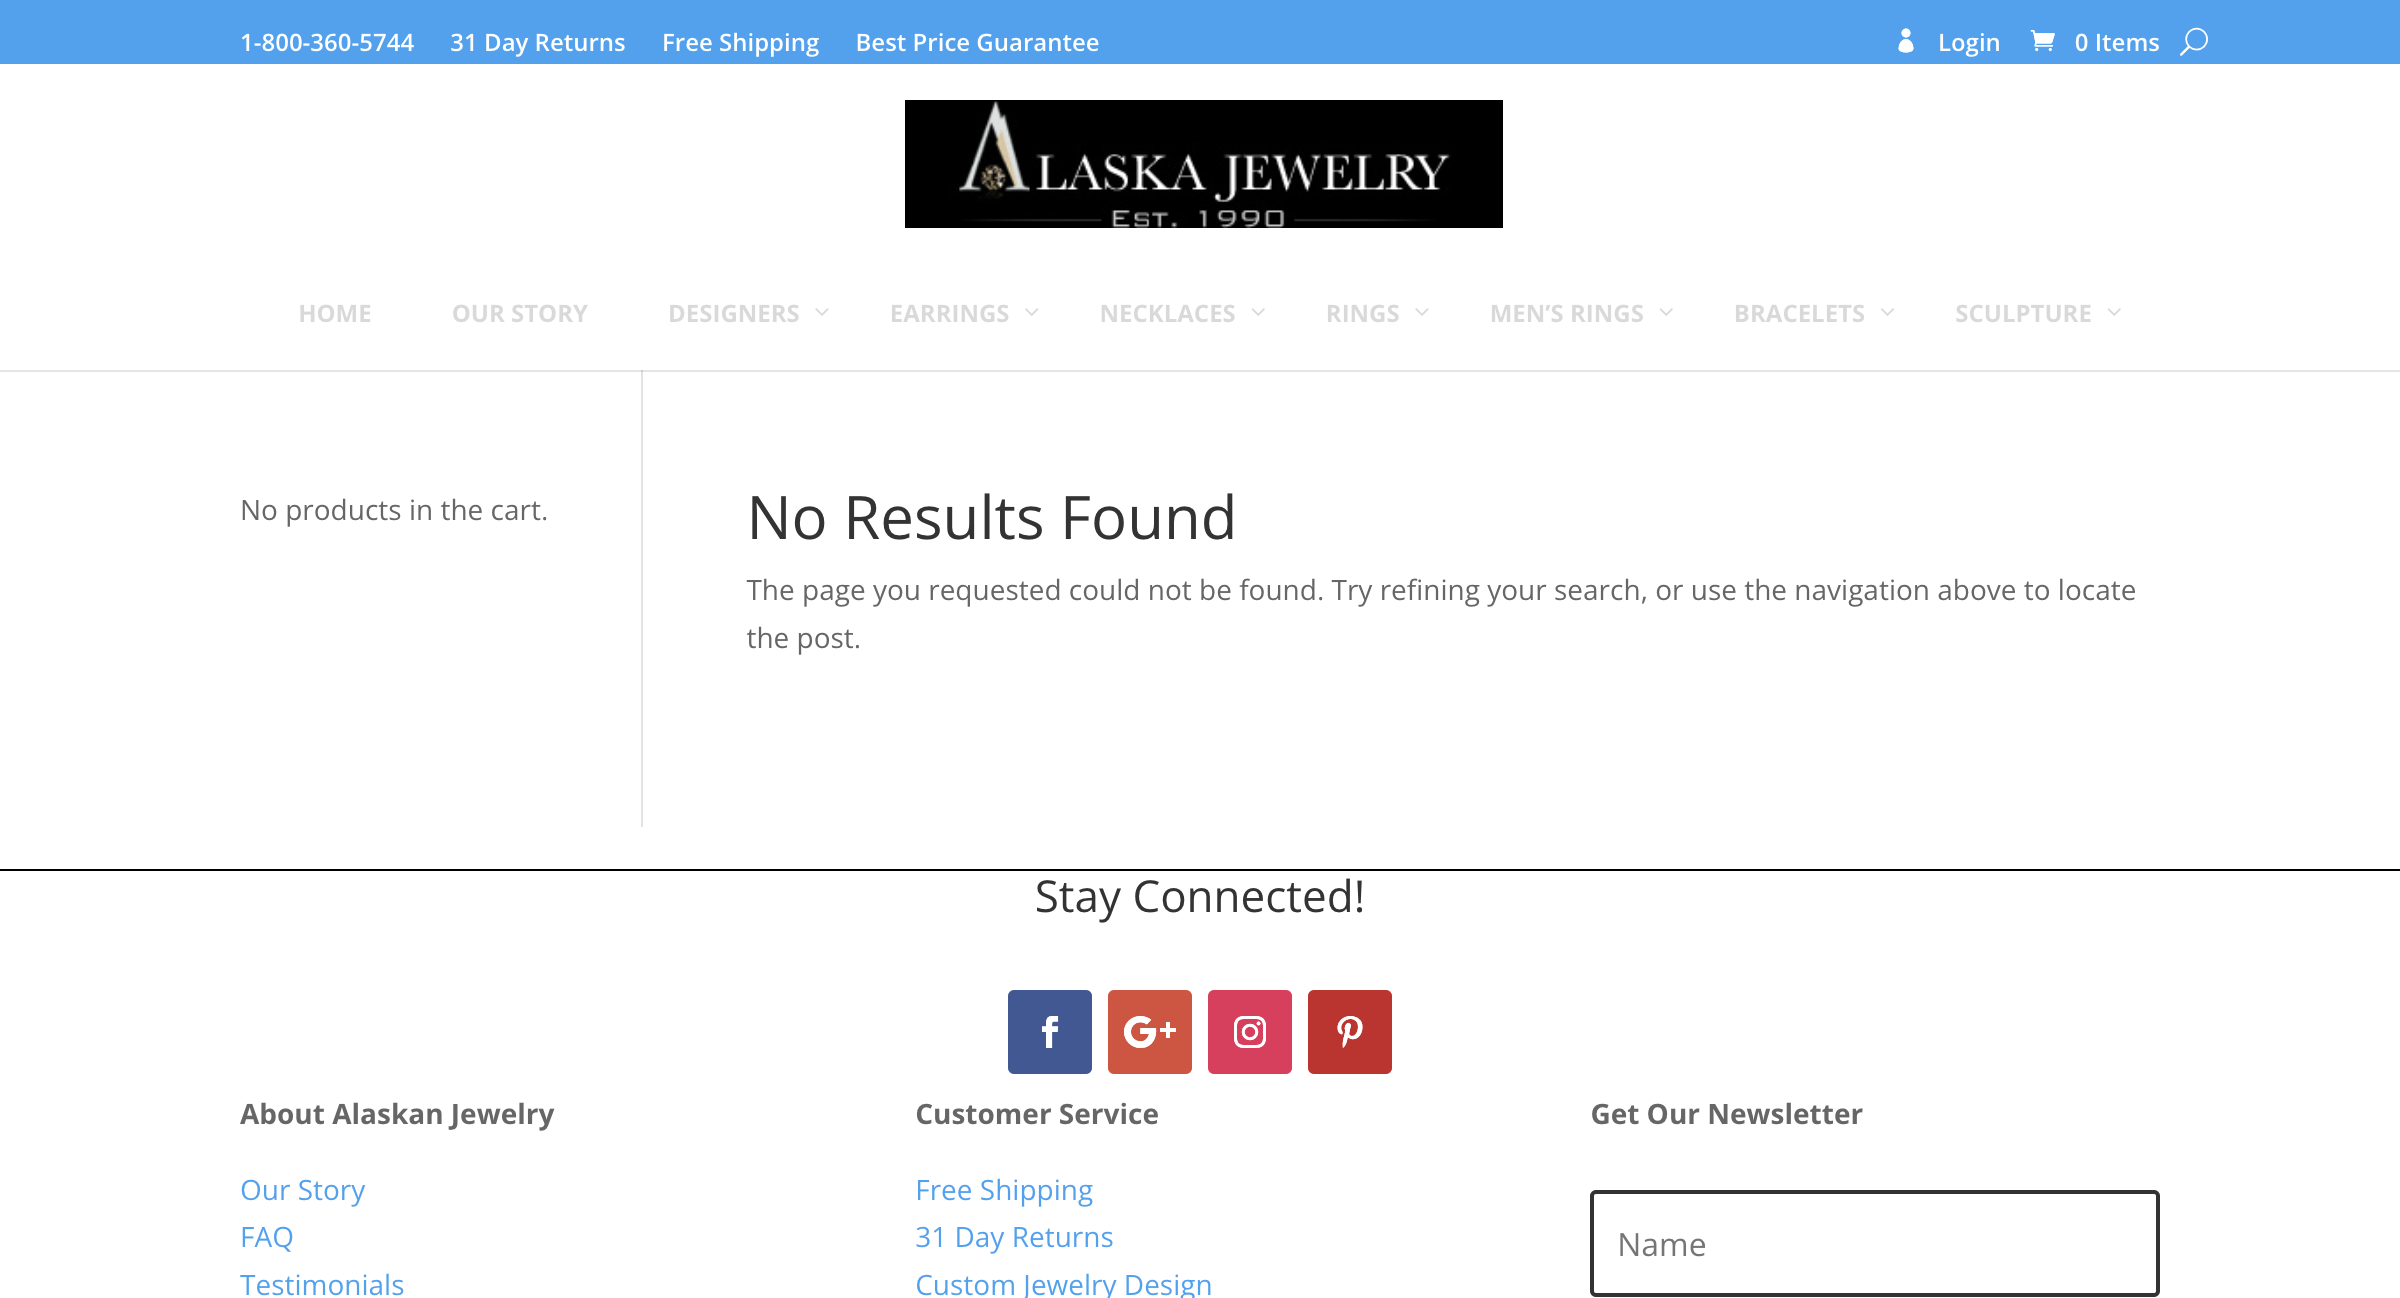 1-800-360-5744 31 Day Returns Free Shipping Best Price Guarantee Login 0 Items
ALASKA JEWELRY
EST. 1990
HOME OUR STORY DESIGNERS EARRINGS NECKLACES RINGS MEN’S RINGS BRACELETS SCULPTURE
No products in the cart.
No Results Found
The page you requested could not be found. Try refining your search, or use the navigation above to locate
the post.
Stay Connected!
f G+
About Alaskan Jewelry
Our Story
FAQ
Testimonials
Customer Service
Free Shipping
31 Day Returns
Custom Jewelry Design
Get Our Newsletter
Name